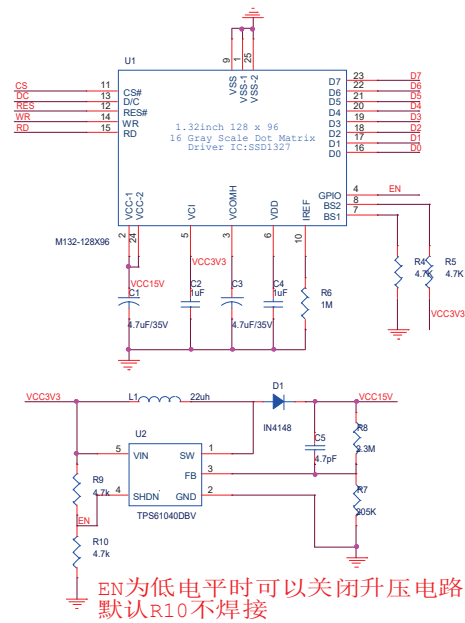 U1
9 1 25
VSS
VSS-1
VSS-2
CS 11 CS#
DC 13 D/C
RES 12 RES#
WR 14 WR
RD 15 RD
D7 23 D7
D6 22 D6
D5 21 D5
D4 20 D4
D3 19 D3
D2 18 D2
D1 17 D1
D0 16 D0
1.32inch 128 x 96
16 Gray Scale Dot Matrix
Driver IC:SSD1327
GPIO 4 EN
BS2 8
BS1 7
VCC-1
VCC-2
VCI
VCOMH
VDD
IREF
2 24 5 3 6 10
M132-128X96
VCC15V
VCC3V3
C1
4.7uF/35V
C2
1uF
C3
4.7uF/35V
C4
1uF
R6
1M
R4
4.7K
R5
4.7K
VCC3V3
VCC3V3
L1
22uh
D1
IN4148
VCC15V
U2
5 VIN
SW 1
FB 3
4 SHDN
GND 2
TPS61040DBV
C5
4.7pF
R8
2.3M
R7
205K
R9
4.7k
EN
R10
4.7k
EN为低电平时可以关闭升压电路
默认R10不焊接